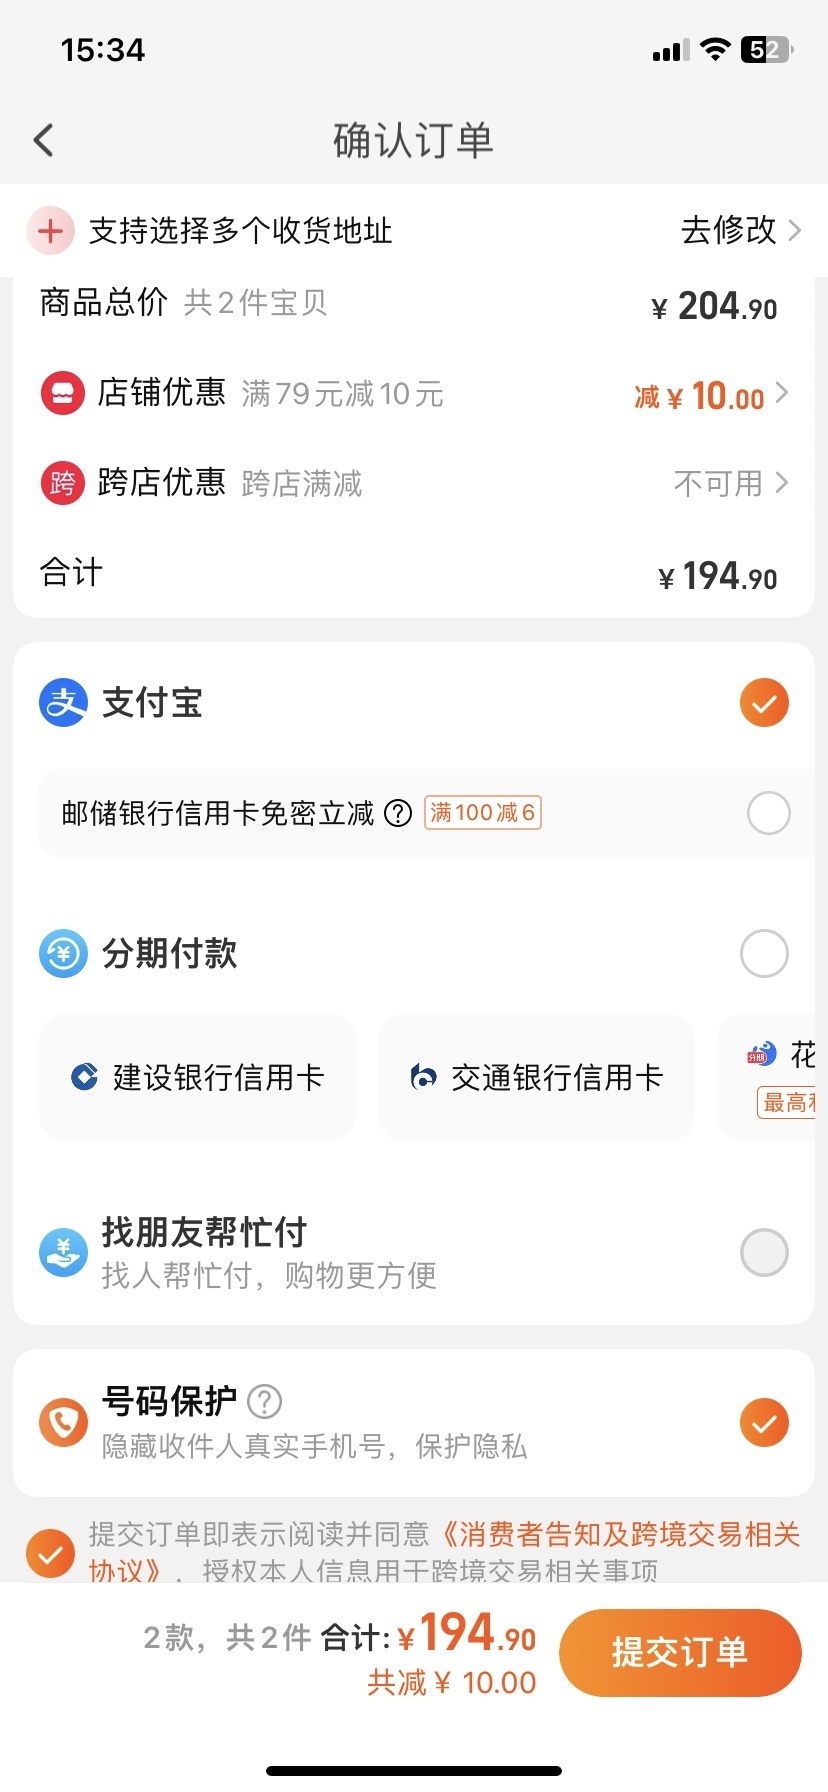 15:34
52
确认订单
支持选择多个收货地址 去修改
商品总价 共2件宝贝 ¥ 204.90
店铺优惠 满79元减10元 减 ¥ 10.00
跨 跨店优惠 跨店满减 不可用
合计 ¥ 194.90
支 支付宝
邮储银行信用卡免密立减 ? 满100减6
¥ 分期付款
建设银行信用卡 交通银行信用卡 分期 花
最高
¥ 找朋友帮忙付
找人帮忙付，购物更方便
号码保护 ?
隐藏收件人真实手机号，保护隐私
提交订单即表示阅读并同意《消费者告知及跨境交易相关
协议》，授权本人信息用于跨境交易相关事项
2款，共2件 合计:¥194.90
共减 ¥ 10.00
提交订单